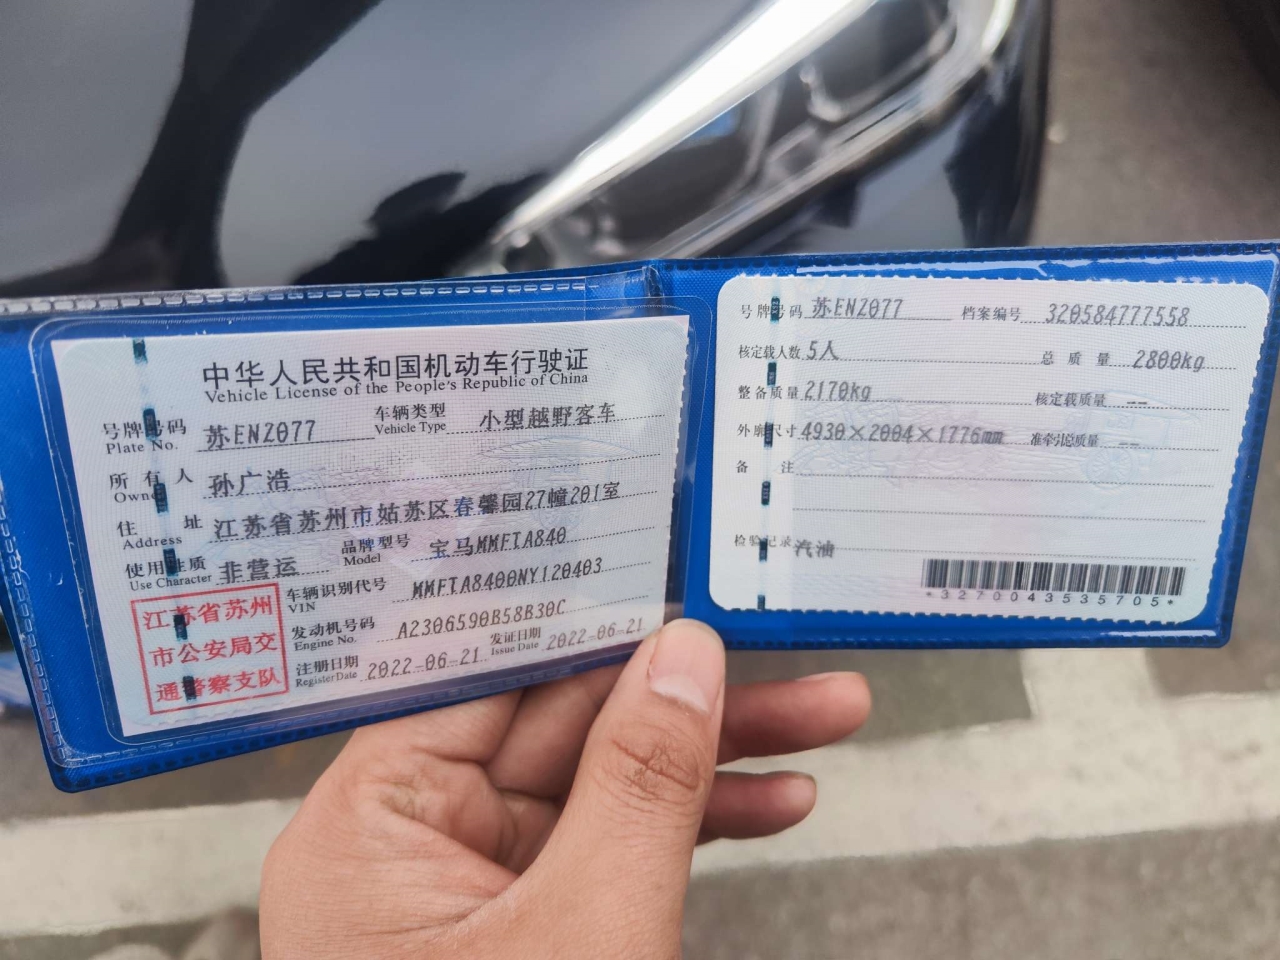 中华人民共和国机动车行驶证
Vehicle License of the People's Republic of China
号牌号码 苏ENZ077 车辆类型 小型越野客车
Plate No. Vehicle Type
所有人 孙广浩
Owner
住址 江苏省苏州市姑苏区春馨园27幢201室
Address
使用性质 非营运 品牌型号 宝马MMFTA840
Use Character Model
车辆识别代号 MMFTA8400NY120403
VIN
发动机号码 A2306590B58B30C
Engine No.
注册日期 2022-06-21 发证日期 2022-06-21
Register Date Issue Date
江苏省苏州
市公安局交
通警察支队
号牌号码 苏ENZ077 档案编号 320584777558
核定载人数 5人 总质量 2800kg
整备质量 2170kg 核定载质量 --
外廓尺寸 4930×2004×1776mm 准牵引总质量 --
备注
检验记录 汽油
*3270043535705*